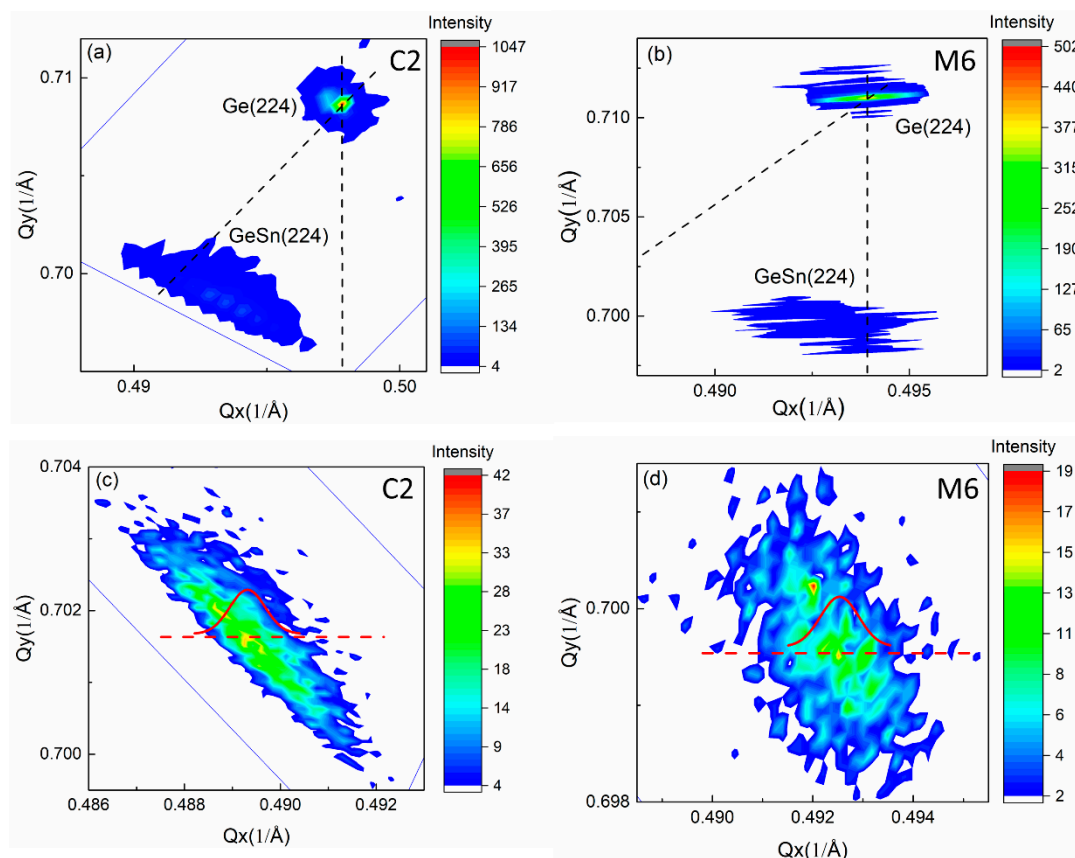 Intensity
(a)
C2
1047
917
786
656
526
395
265
134
4
0.71
0.70
Qy(1/Å)
Ge(224)
GeSn(224)
0.49
0.50
Qx(1/Å)
Intensity
(b)
M6
502
440
377
315
252
190
127
65
2
0.710
0.705
0.700
Qy(1/Å)
Ge(224)
GeSn(224)
0.490
0.495
Qx(1/Å)
Intensity
(c)
C2
42
37
33
28
23
18
13
9
4
0.704
0.702
0.700
Qy(1/Å)
0.486
0.488
0.490
0.492
Qx(1/Å)
Intensity
(d)
M6
19
17
15
13
11
8
6
4
2
0.700
0.698
Qy(1/Å)
0.490
0.492
0.494
Qx(1/Å)